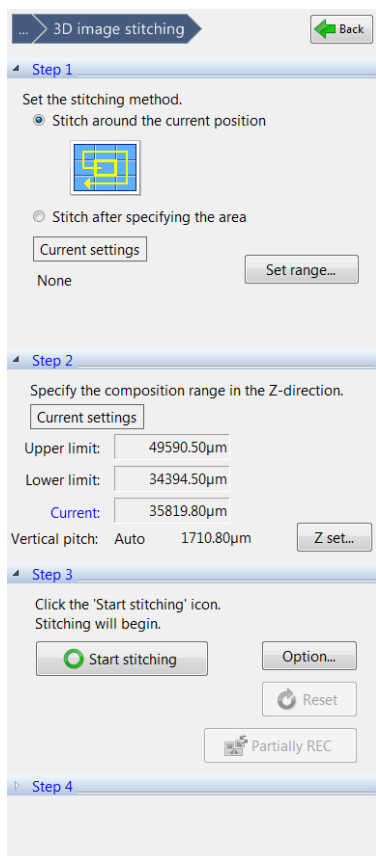 ... 3D image stitching Back
Step 1
Set the stitching method.
Stitch around the current position
Stitch after specifying the area
Current settings
None
Set range...
Step 2
Specify the composition range in the Z-direction.
Current settings
Upper limit: 49590.50μm
Lower limit: 34394.50μm
Current: 35819.80μm
Vertical pitch: Auto 1710.80μm Z set...
Step 3
Click the 'Start stitching' icon.
Stitching will begin.
Start stitching Option...
Reset
Partially REC
Step 4